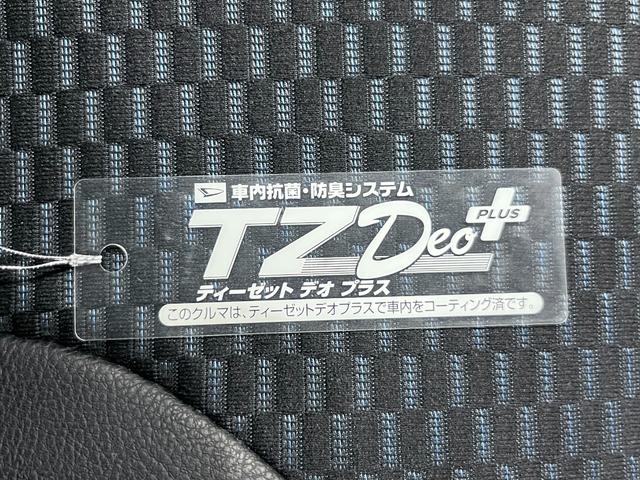 車内抗菌・防臭システム
TZ Deo PLUS
ティーゼット デオ プラス
このクルマは、ティーゼットデオプラスで車内をコーティング済です。